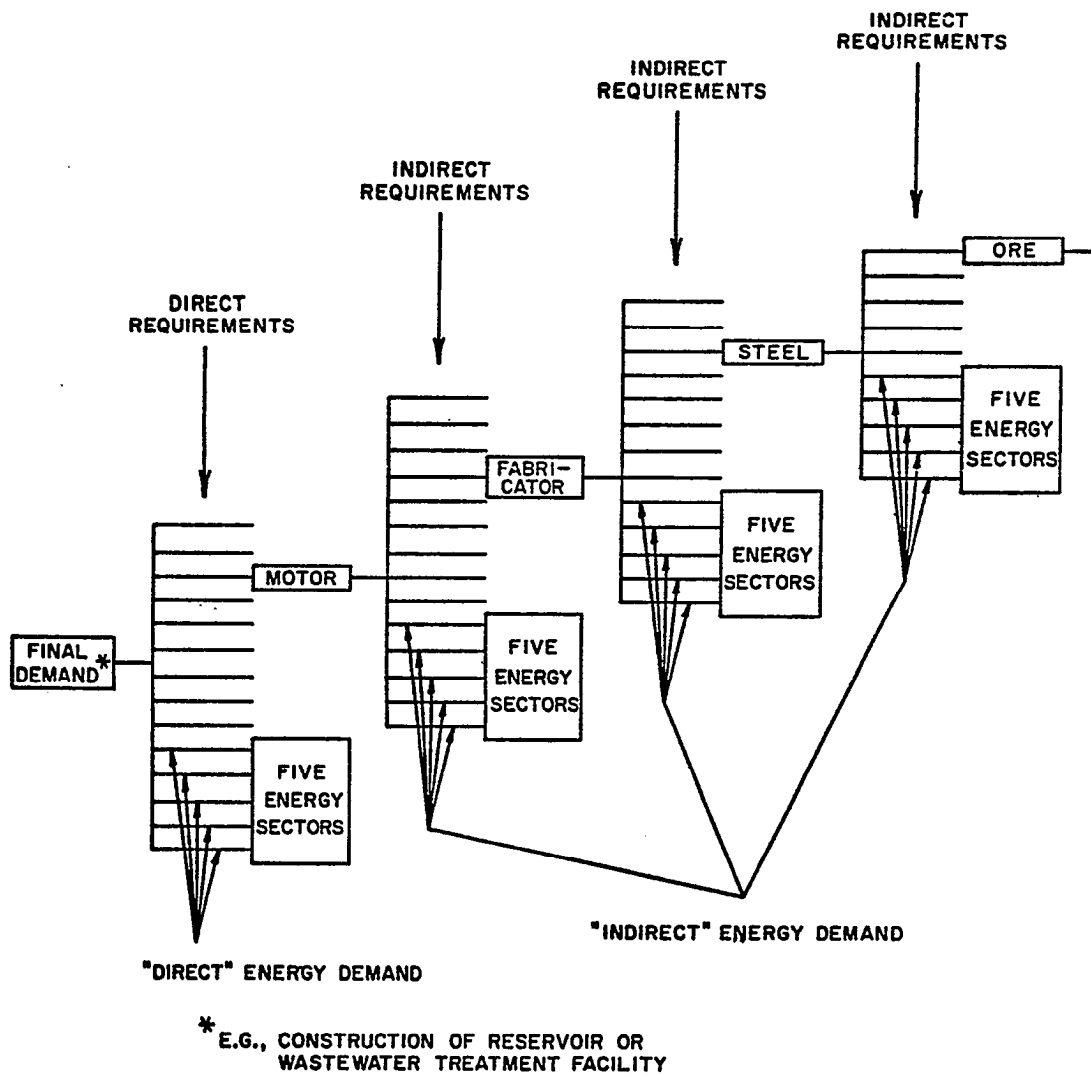 INDIRECT
REQUIREMENTS
INDIRECT
REQUIREMENTS
INDIRECT
REQUIREMENTS
DIRECT
REQUIREMENTS
ORE
STEEL
FIVE
ENERGY
SECTORS
FABRI-
CATOR
FIVE
ENERGY
SECTORS
MOTOR
FINAL
DEMAND*
FIVE
ENERGY
SECTORS
FIVE
ENERGY
SECTORS
"INDIRECT" ENERGY DEMAND
"DIRECT" ENERGY DEMAND
* E.G., CONSTRUCTION OF RESERVOIR OR
WASTEWATER TREATMENT FACILITY